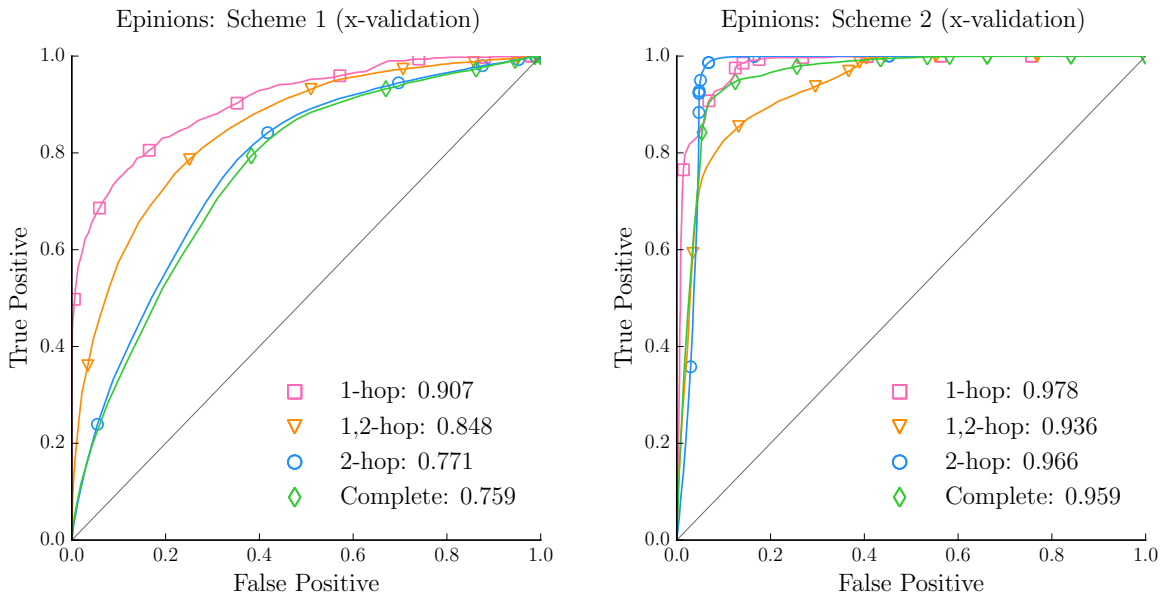 Epinions: Scheme 1 (x-validation)
1.0
0.8
0.6
0.4
0.2
0.0
True Positive
1-hop: 0.907
1,2-hop: 0.848
2-hop: 0.771
Complete: 0.759
0.0 0.2 0.4 0.6 0.8 1.0
False Positive
Epinions: Scheme 2 (x-validation)
1.0
0.8
0.6
0.4
0.2
0.0
True Positive
1-hop: 0.978
1,2-hop: 0.936
2-hop: 0.966
Complete: 0.959
0.0 0.2 0.4 0.6 0.8 1.0
False Positive